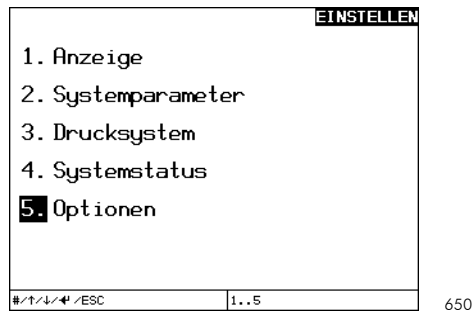 EINSTELLEN
1. Anzeige
2. Systemparameter
3. Drucksystem
4. Systemstatus
5. Optionen
#/↑/↓/↵/ESC 1..5
650